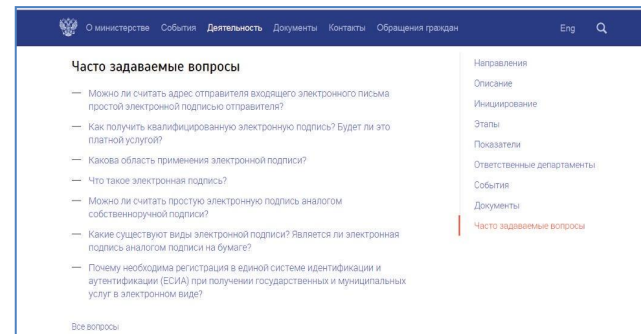 О министерстве События Деятельность Документы Контакты Обращения граждан Eng
Часто задаваемые вопросы
— Можно ли считать адрес отправителя входящего электронного письма
простой электронной подписью отправителя?
— Как получить квалифицированную электронную подпись? Будет ли это
платной услугой?
— Какова область применения электронной подписи?
— Что такое электронная подпись?
— Можно ли считать простую электронную подпись аналогом
собственноручной подписи?
— Какие существуют виды электронной подписи? Является ли электронная
подпись аналогом подписи на бумаге?
— Почему необходима регистрация в единой системе идентификации и
аутентификации (ЕСИА) при получении государственных и муниципальных
услуг в электронном виде?
Все вопросы
Направления
Описание
Инициирование
Этапы
Показатели
Ответственные департаменты
События
Документы
Часто задаваемые вопросы